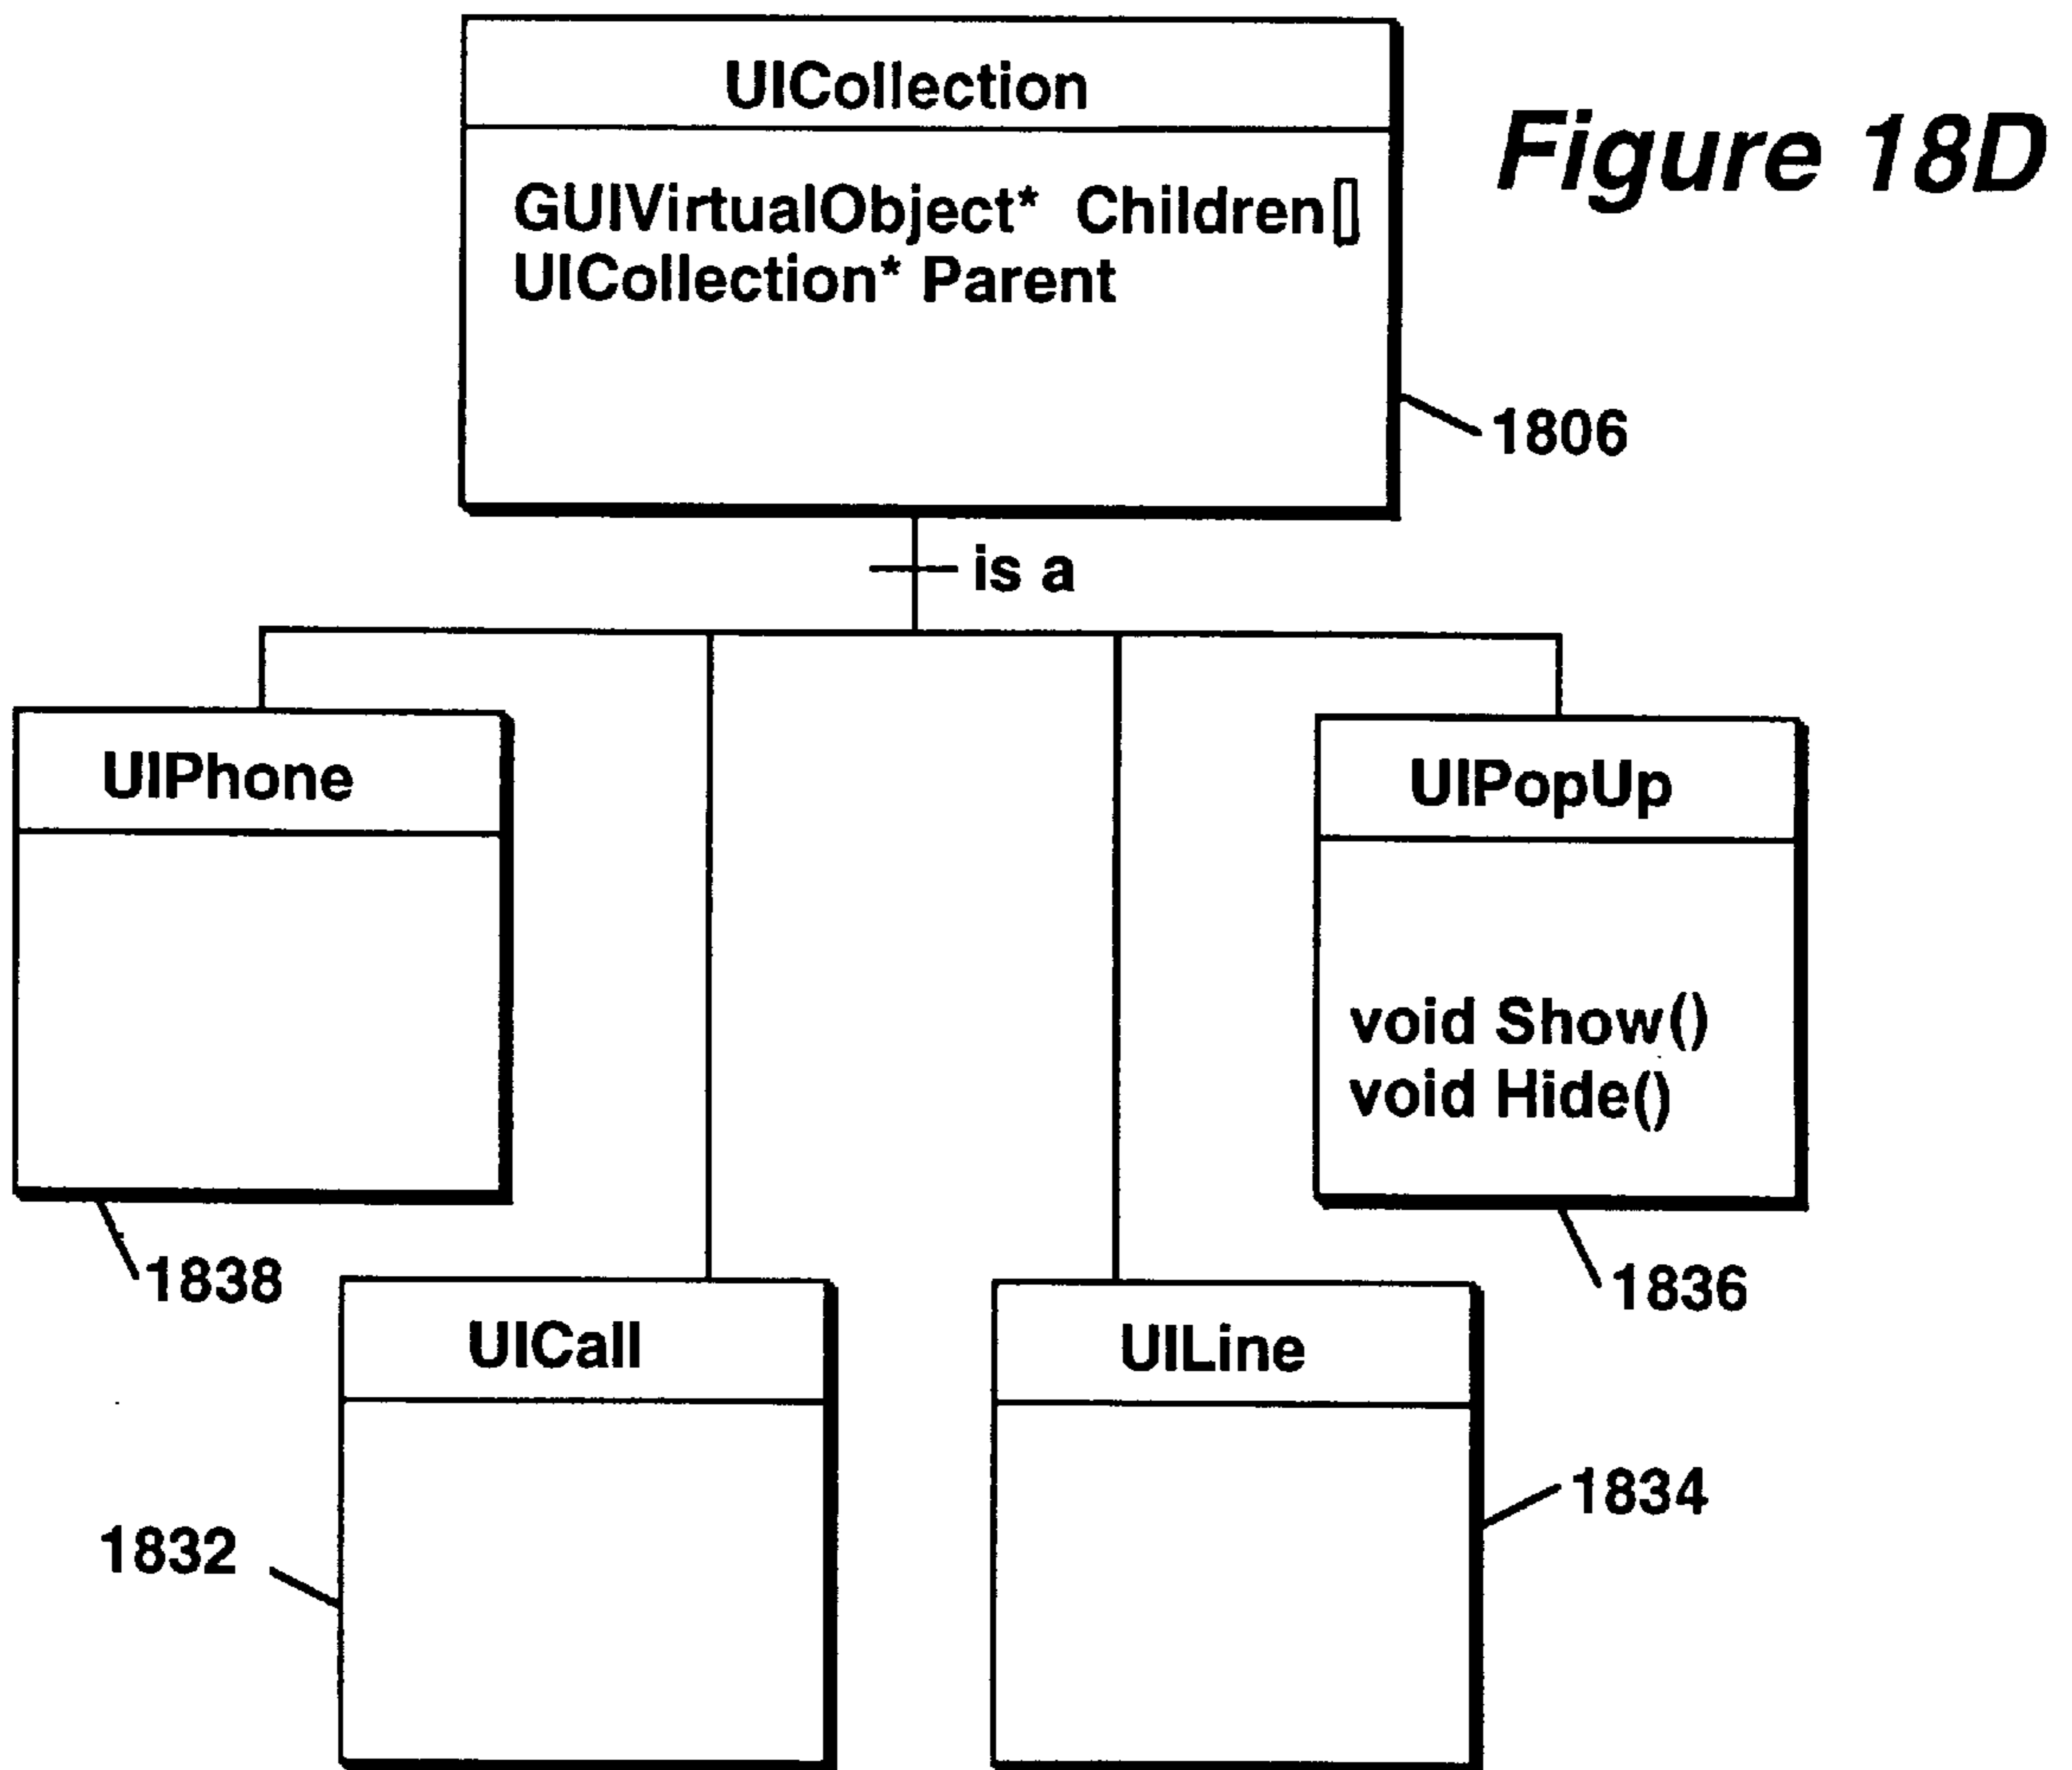 UICollection
Figure 18D
GUIVirtualObject* Children[]
UICollection* Parent
1806
is a
UIPhone
UIPopUp
void Show()
void Hide()
1838
1836
UICall
UILine
1834
1832